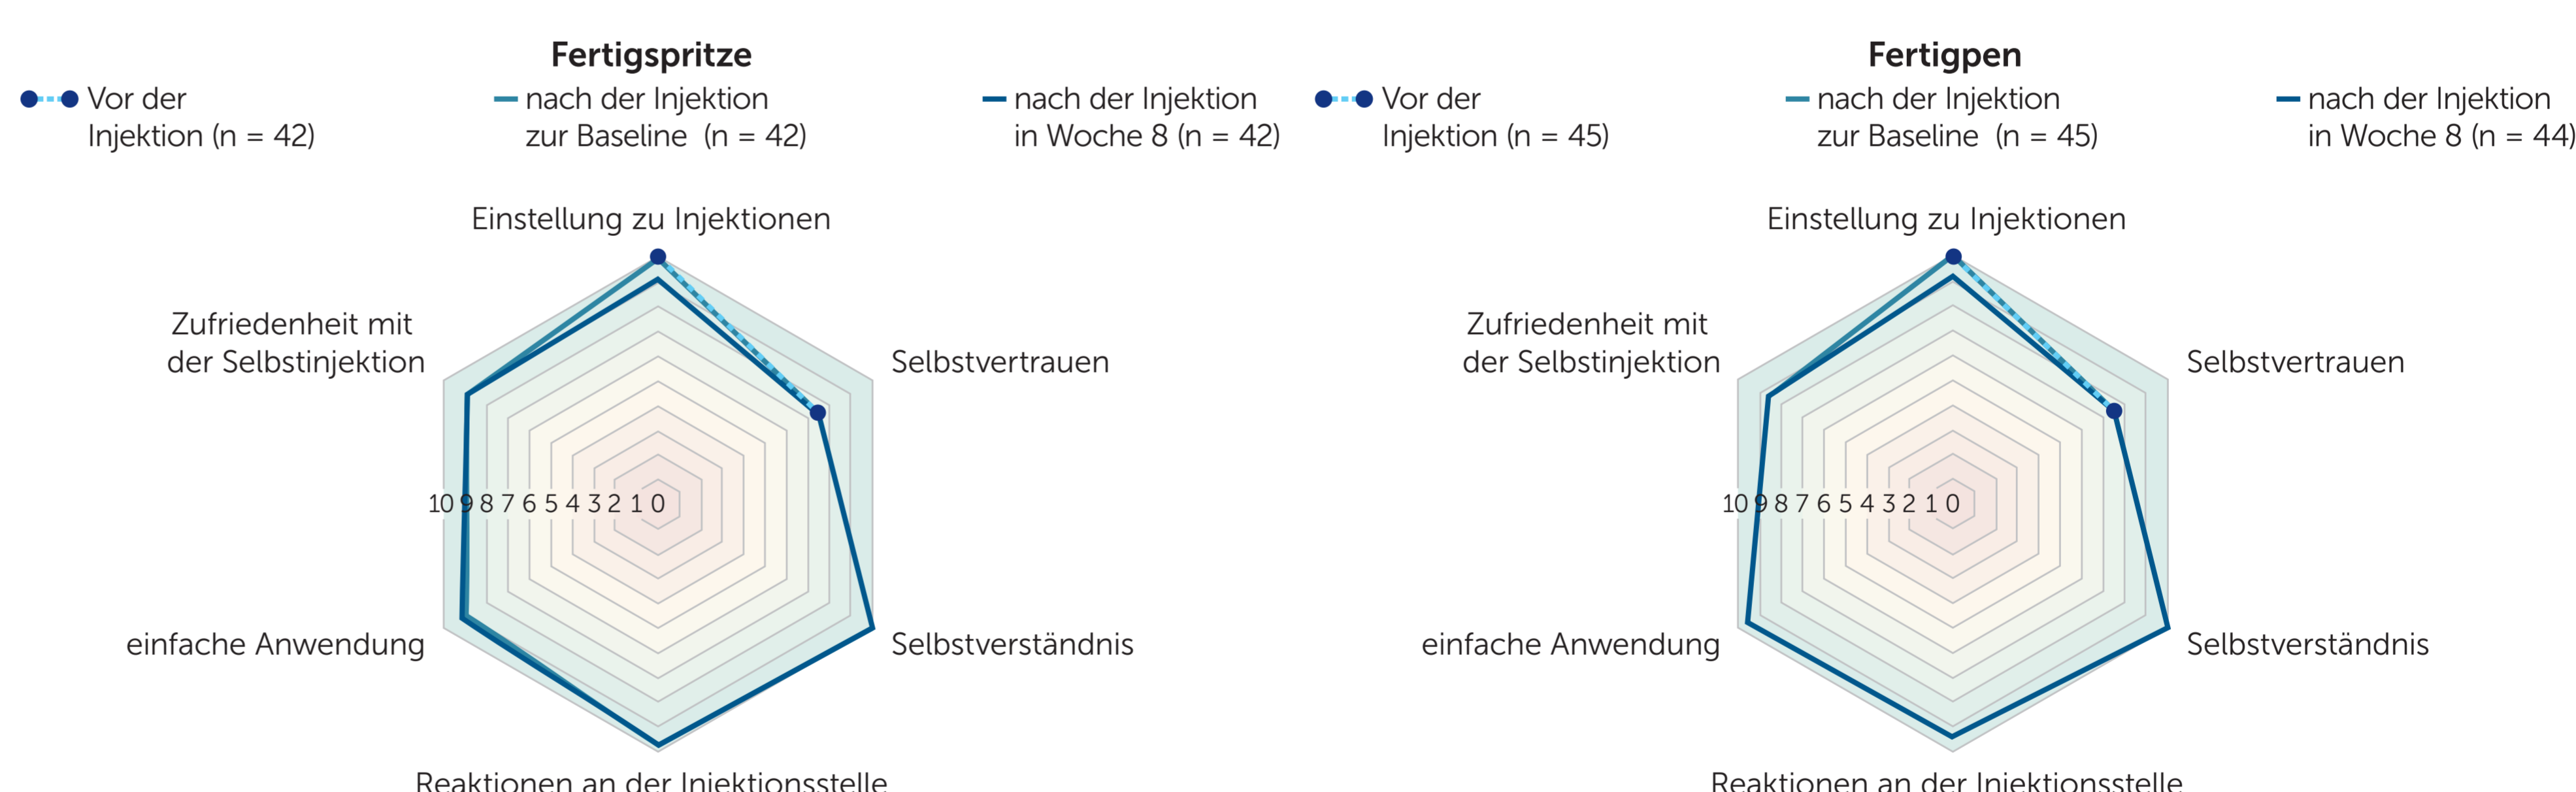 Fertigspritze
Vor der
Injektion (n = 42)
nach der Injektion
zur Baseline (n = 42)
nach der Injektion
in Woche 8 (n = 42)
Einstellung zu Injektionen
Zufriedenheit mit
der Selbstinjektion
Selbstvertrauen
10 9 8 7 6 5 4 3 2 1 0
einfache Anwendung
Selbstverständnis
Reaktionen an der Injektionsstelle
Fertigpen
Vor der
Injektion (n = 45)
nach der Injektion
zur Baseline (n = 45)
nach der Injektion
in Woche 8 (n = 44)
Einstellung zu Injektionen
Zufriedenheit mit
der Selbstinjektion
Selbstvertrauen
10 9 8 7 6 5 4 3 2 1 0
einfache Anwendung
Selbstverständnis
Reaktionen an der Injektionsstelle